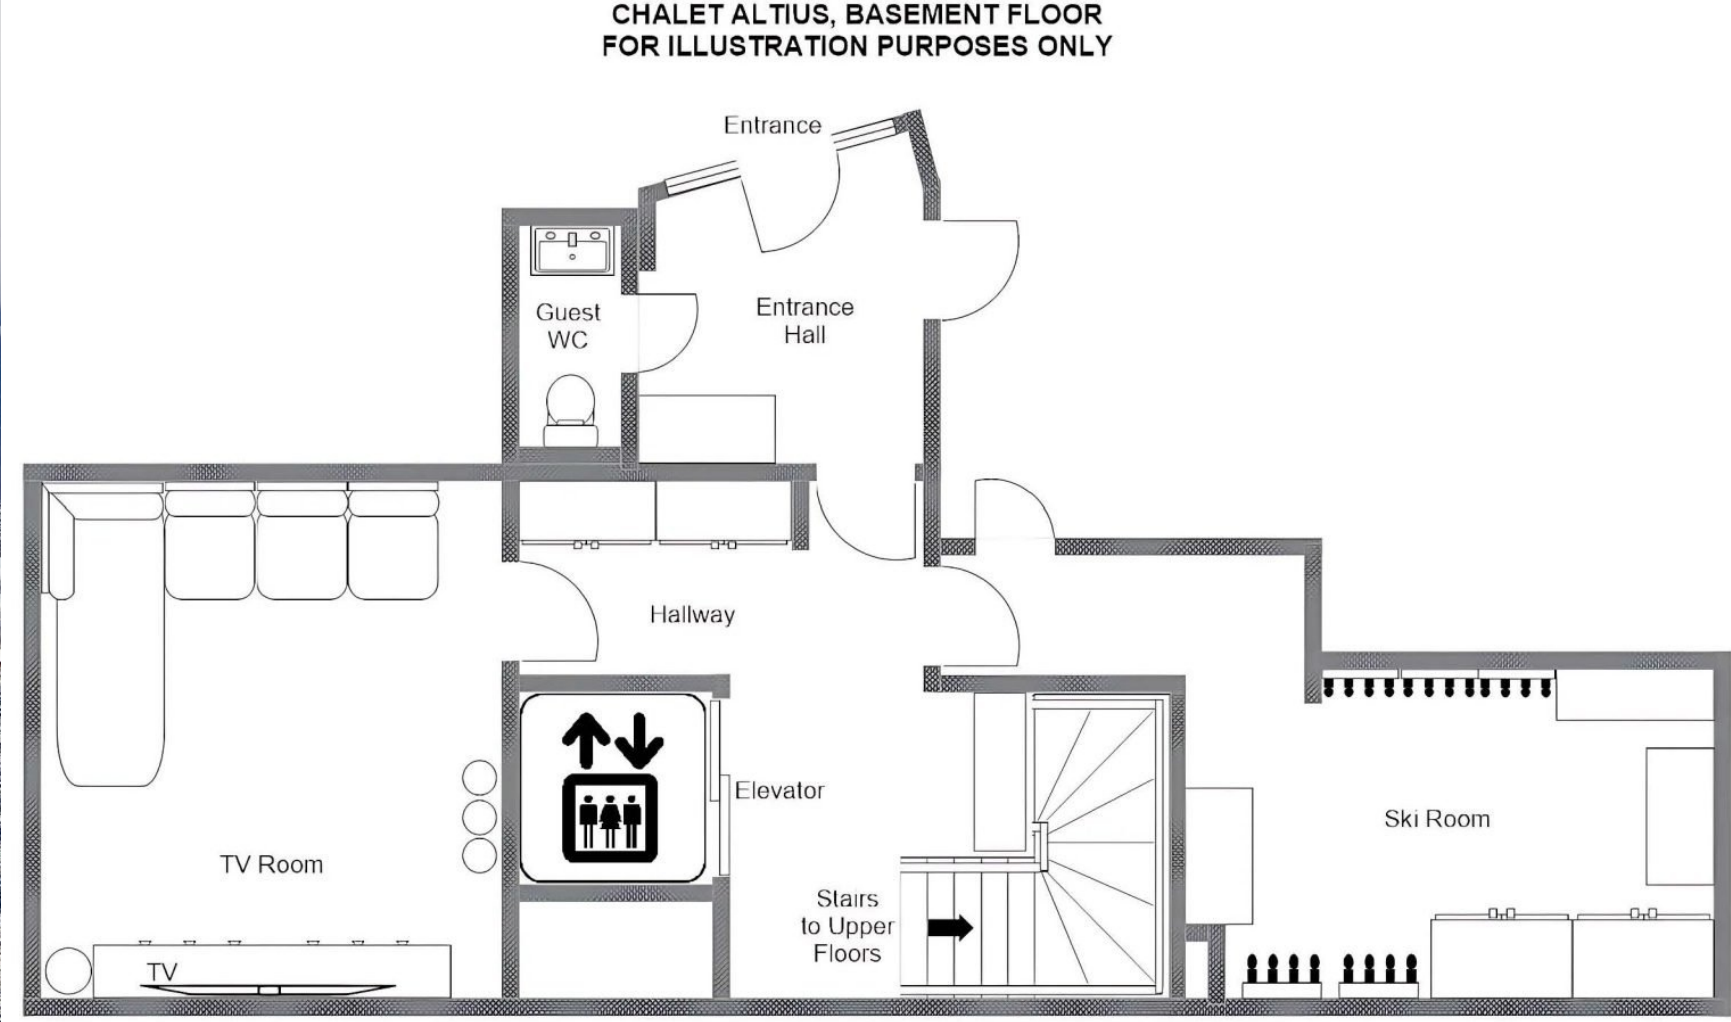 CHALET ALTIUS, BASEMENT FLOOR
FOR ILLUSTRATION PURPOSES ONLY
Entrance
Guest
WC
Entrance
Hall
Hallway
Elevator
TV Room
Ski Room
Stairs
to Upper
Floors
TV